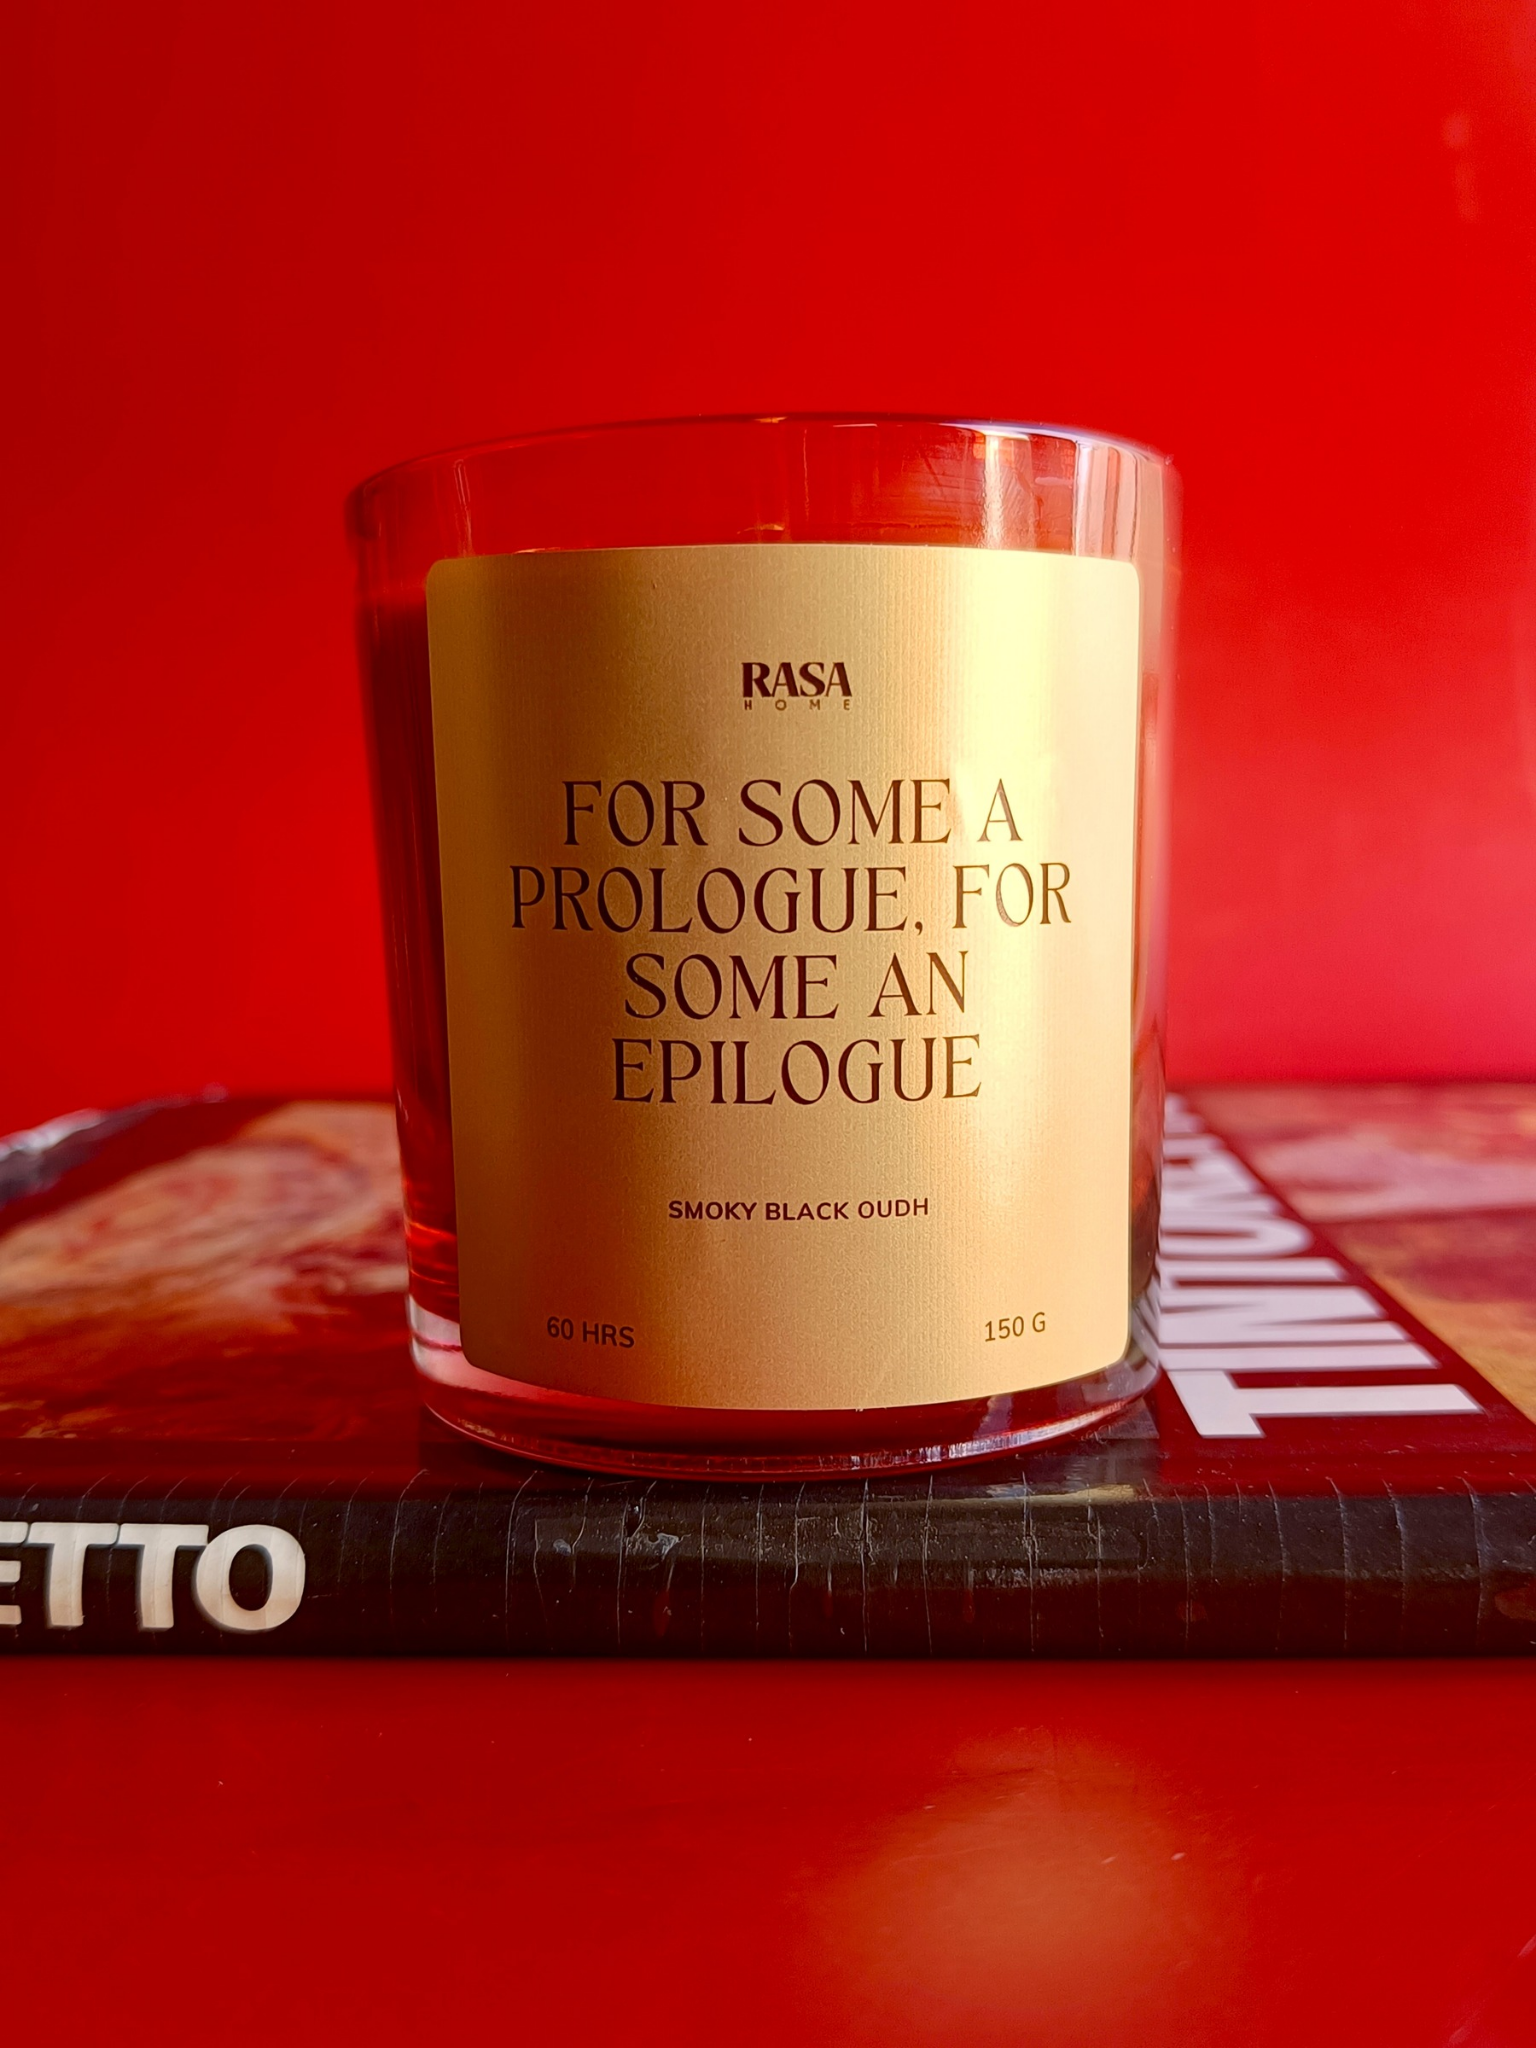 RASA
HOME
FOR SOME A
PROLOGUE, FOR
SOME AN
EPILOGUE
SMOKY BLACK OUDH
60 HRS
150 G
ETTO